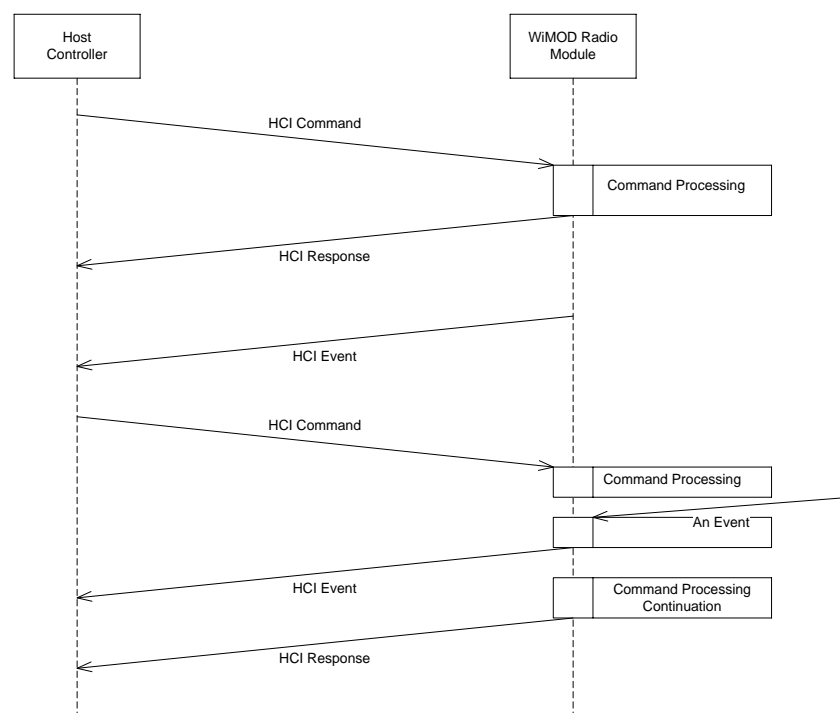 Host
Controller
WiMOD Radio
Module
HCI Command
Command Processing
HCI Response
HCI Event
HCI Command
Command Processing
An Event
HCI Event
Command Processing
Continuation
HCI Response